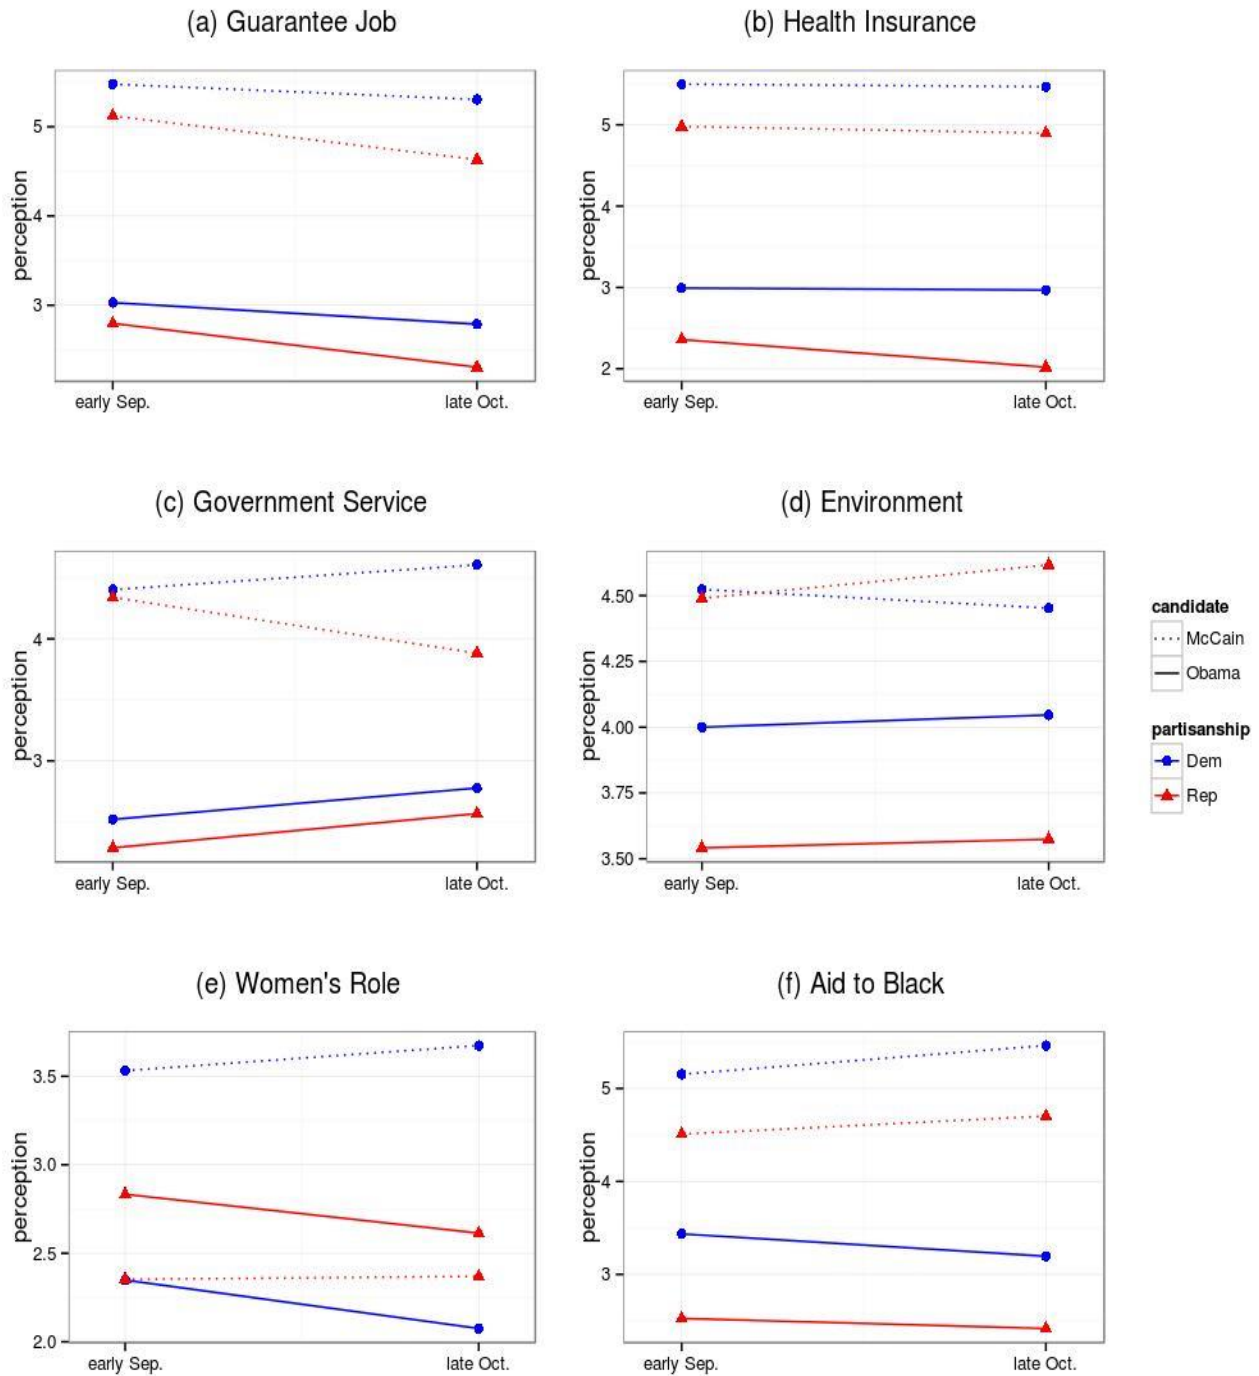 (a) Guarantee Job
(b) Health Insurance
perception
5
4
3
early Sep.
late Oct.
perception
5
4
3
2
early Sep.
late Oct.
(c) Government Service
(d) Environment
perception
4
3
early Sep.
late Oct.
perception
4.50
4.25
4.00
3.75
3.50
early Sep.
late Oct.
candidate
McCain
Obama
partisanship
Dem
Rep
(e) Women's Role
(f) Aid to Black
perception
3.5
3.0
2.5
2.0
early Sep.
late Oct.
perception
5
4
3
early Sep.
late Oct.